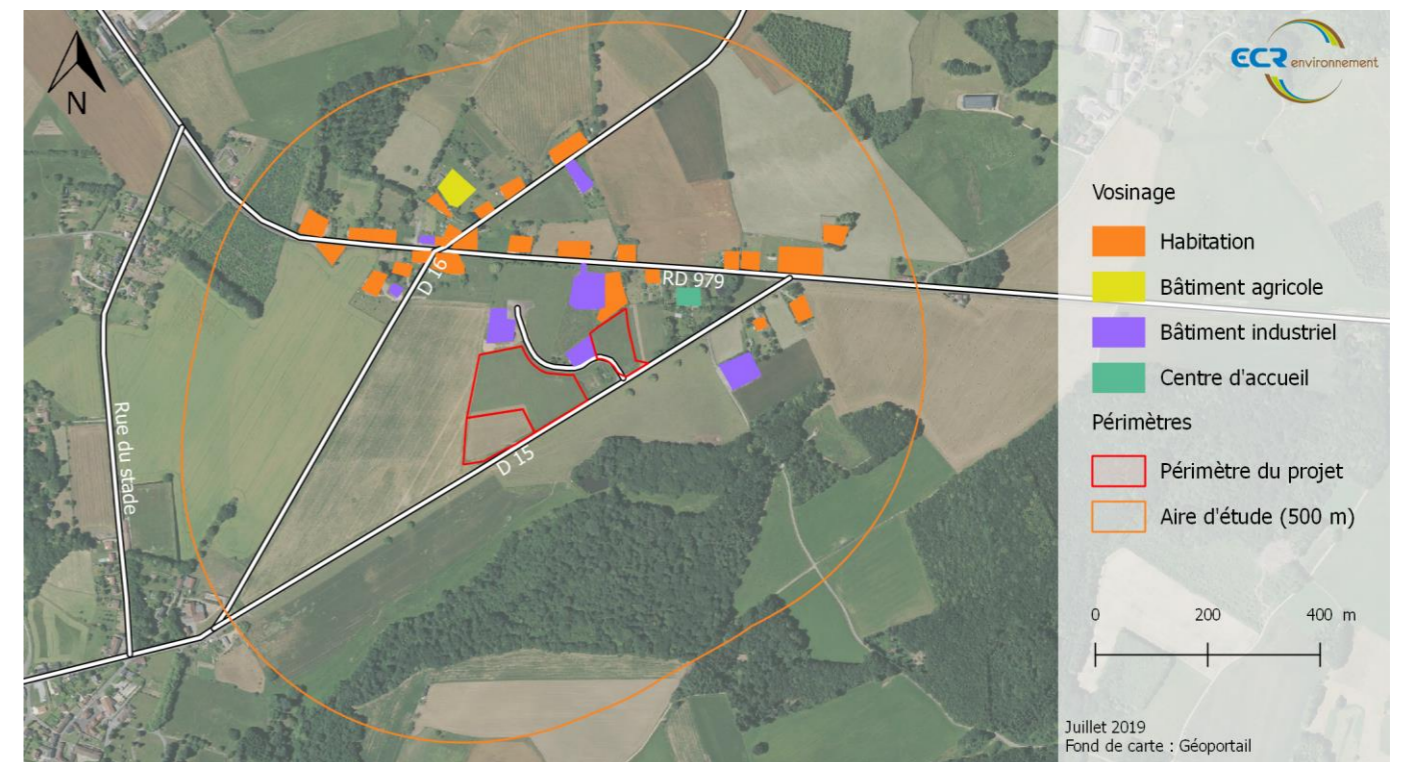 N
ECR environnement
Vosinage
Habitation
Bâtiment agricole
Bâtiment industriel
Centre d'accueil
Périmètres
Périmètre du projet
Aire d'étude (500 m)
0 200 400 m
Juillet 2019
Fond de carte : Géoportail
D 16
RD 979
Rue du stade
D 15